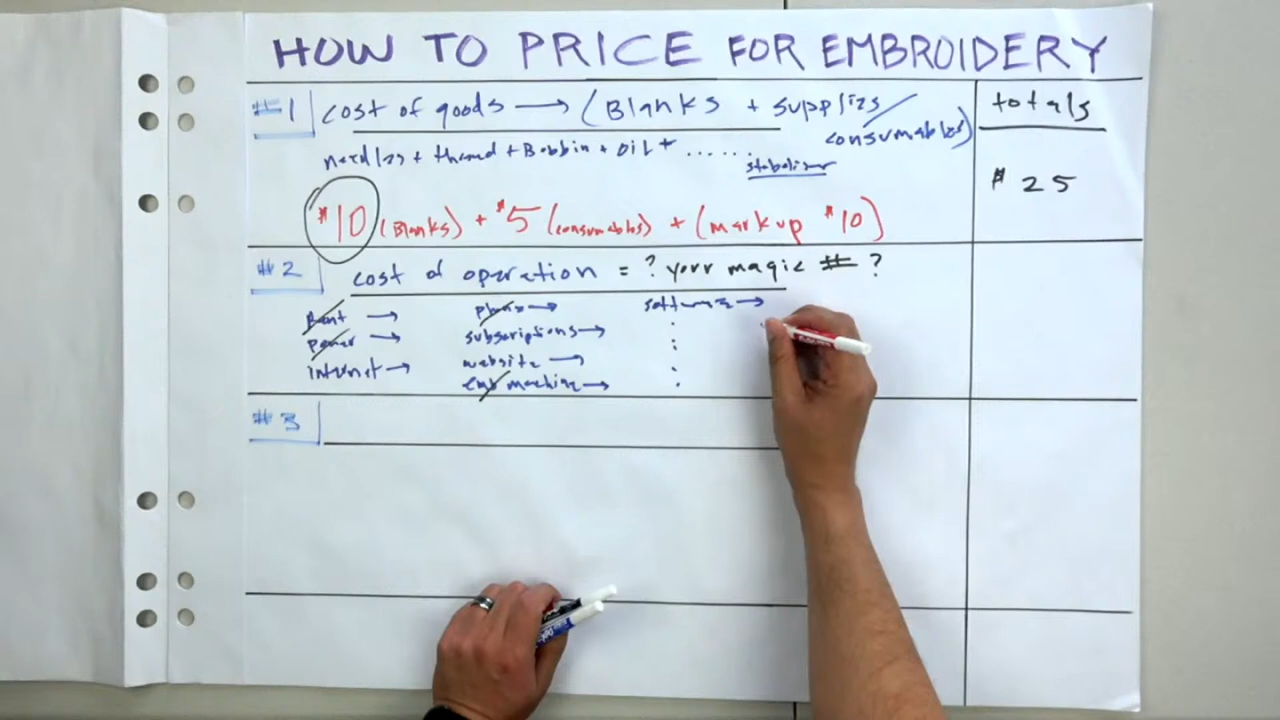 HOW TO PRICE FOR EMBROIDERY
#1 cost of goods → (Blanks + supplies/
consumables)
totals
needles + thread + Bobbin + oil + ......
stabalizer
$25
$10 (Blanks) + $5 (consumables) + (markup $10)
#2 cost of operation = ? your magic # ?
Rent → phone → software →
power → subscriptions →
internet → website →
emb machine →
#3